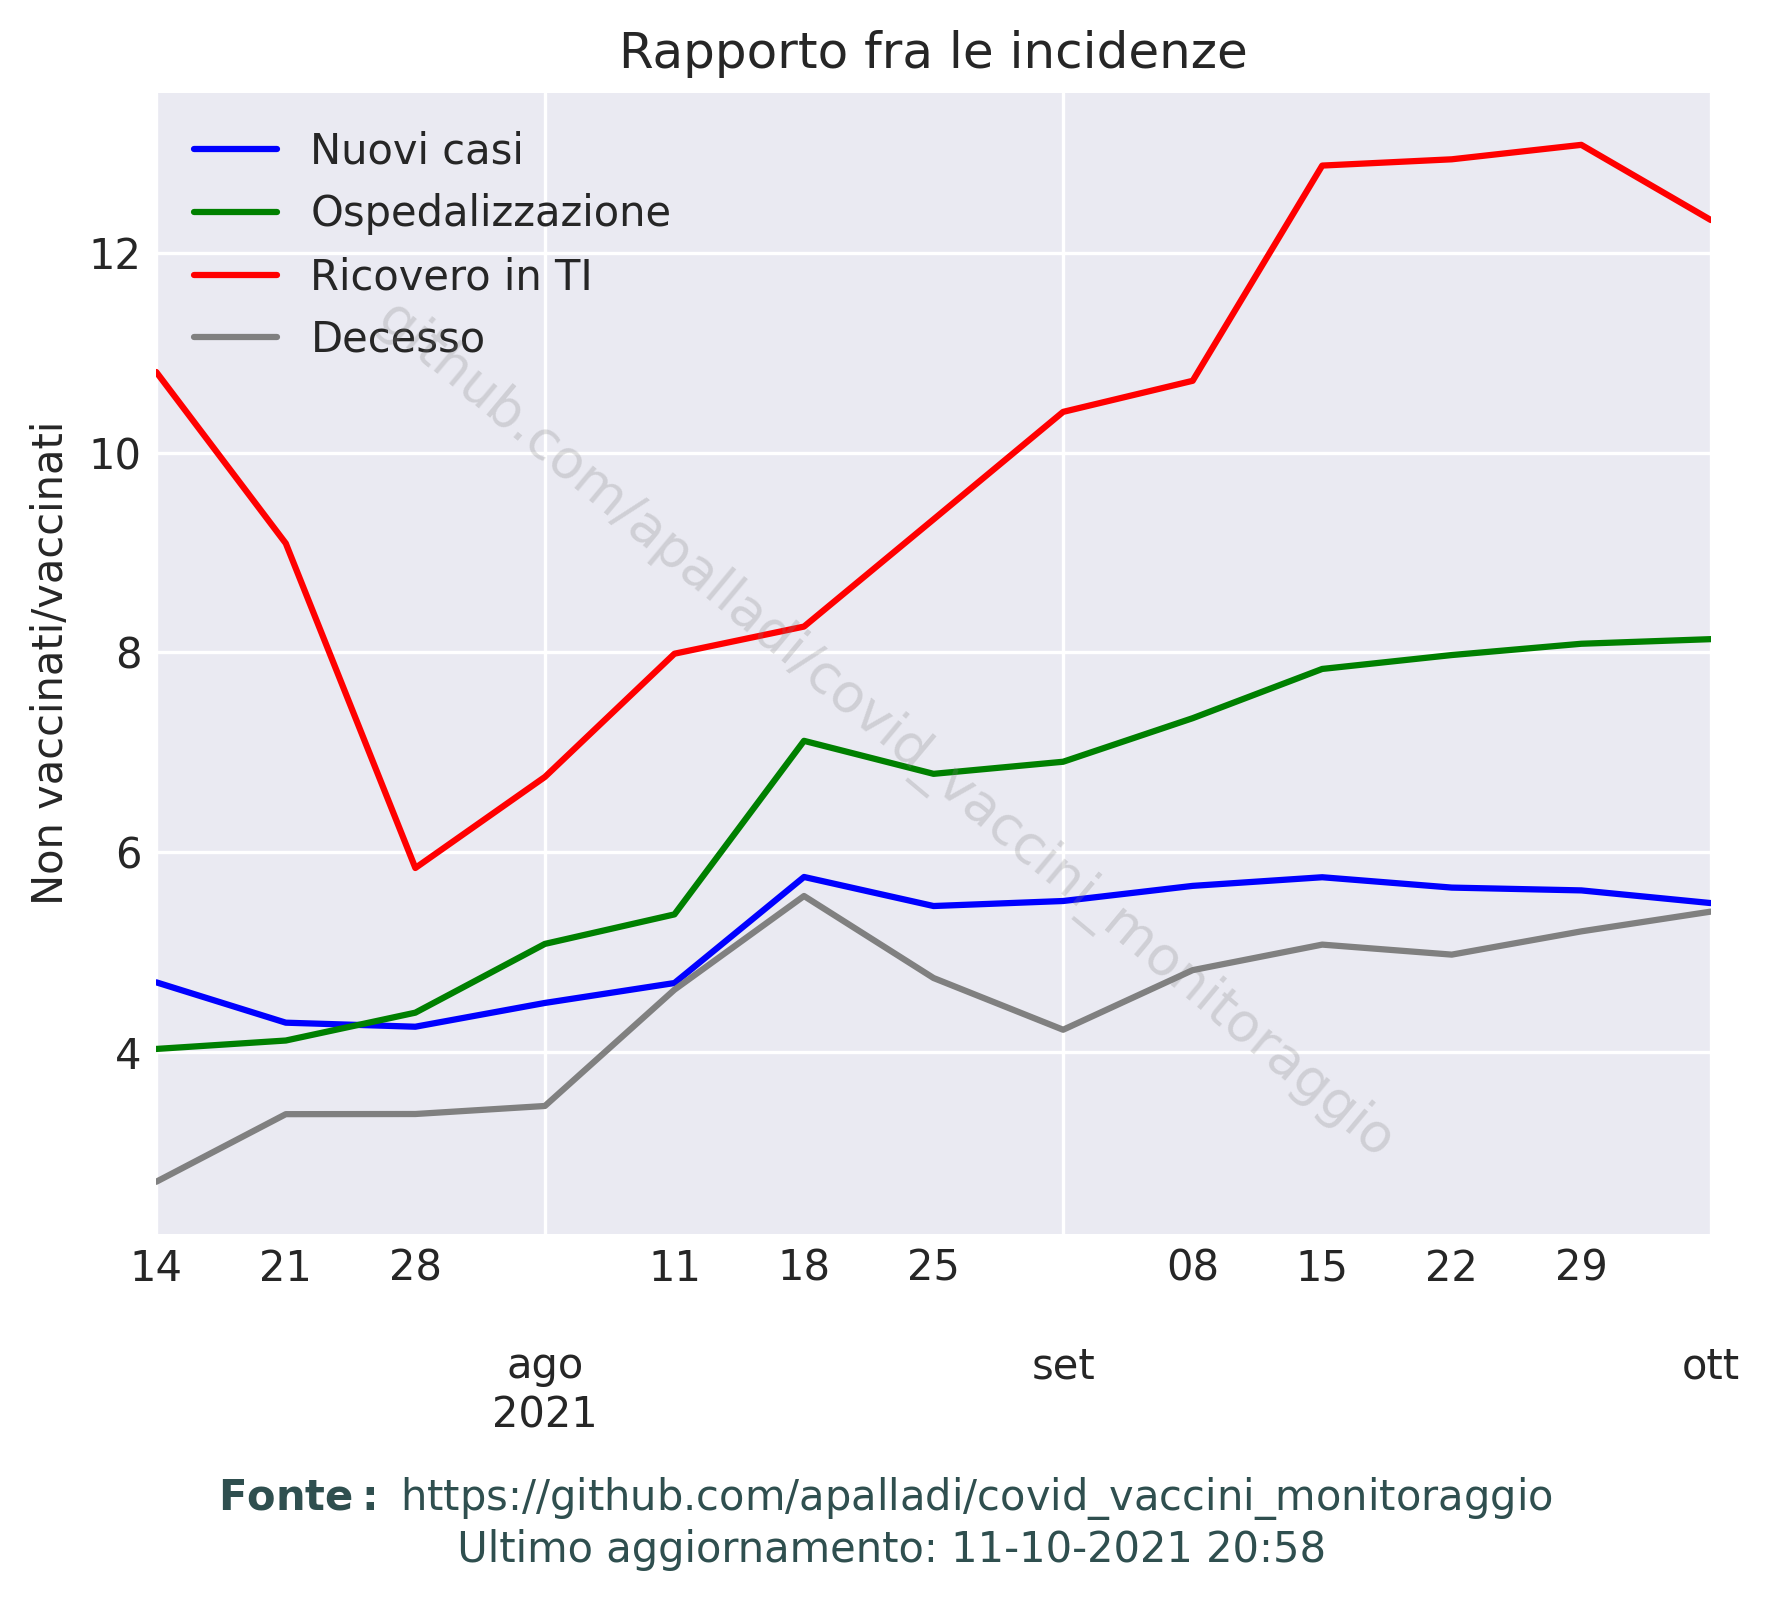 Rapporto fra le incidenze
Nuovi casi
Ospedalizzazione
Ricovero in TI
Decesso
Non vaccinati/vaccinati
12
10
8
6
4
github.com/apalladi/covid_vaccini_monitoraggio
14 21 28 11 18 25 08 15 22 29
ago set ott
2021
Fonte: https://github.com/apalladi/covid_vaccini_monitoraggio
Ultimo aggiornamento: 11-10-2021 20:58